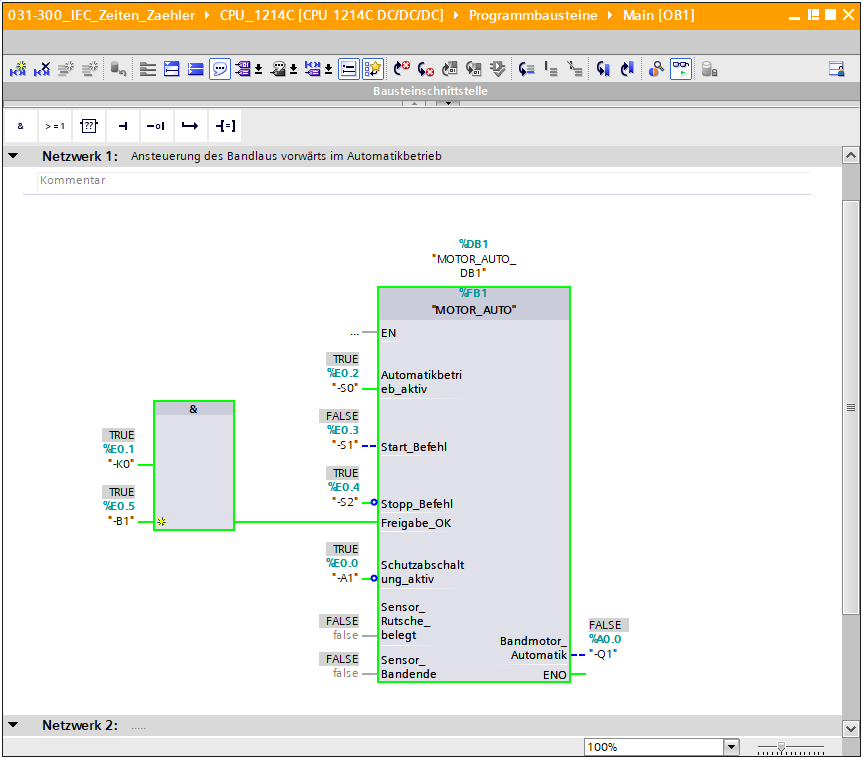 031-300_IEC_Zeiten_Zaehler ▸ CPU_1214C [CPU 1214C DC/DC/DC] ▸ Programmbausteine ▸ Main [OB1]
Bausteinschnittstelle
& >=1 ?? -o| [=]
Netzwerk 1: Ansteuerung des Bandlaus vorwärts im Automatikbetrieb
Kommentar
%DB1
"MOTOR_AUTO_
DB1"
%FB1
"MOTOR_AUTO"
... EN
TRUE
%E0.2
"-S0"
Automatikbetri
eb_aktiv
FALSE
%E0.3
"-S1" Start_Befehl
TRUE
%E0.4
"-S2" Stopp_Befehl
&
TRUE
%E0.1
"-K0"
TRUE
%E0.5
"-B1"
Freigabe_OK
TRUE
%E0.0
"-A1"
Schutzabschalt
ung_aktiv
FALSE
false
Sensor_
Rutsche_
belegt
FALSE
false
Sensor_
Bandende
Bandmotor_
Automatik
FALSE
%A0.0
"-Q1"
ENO
Netzwerk 2: .....
100%